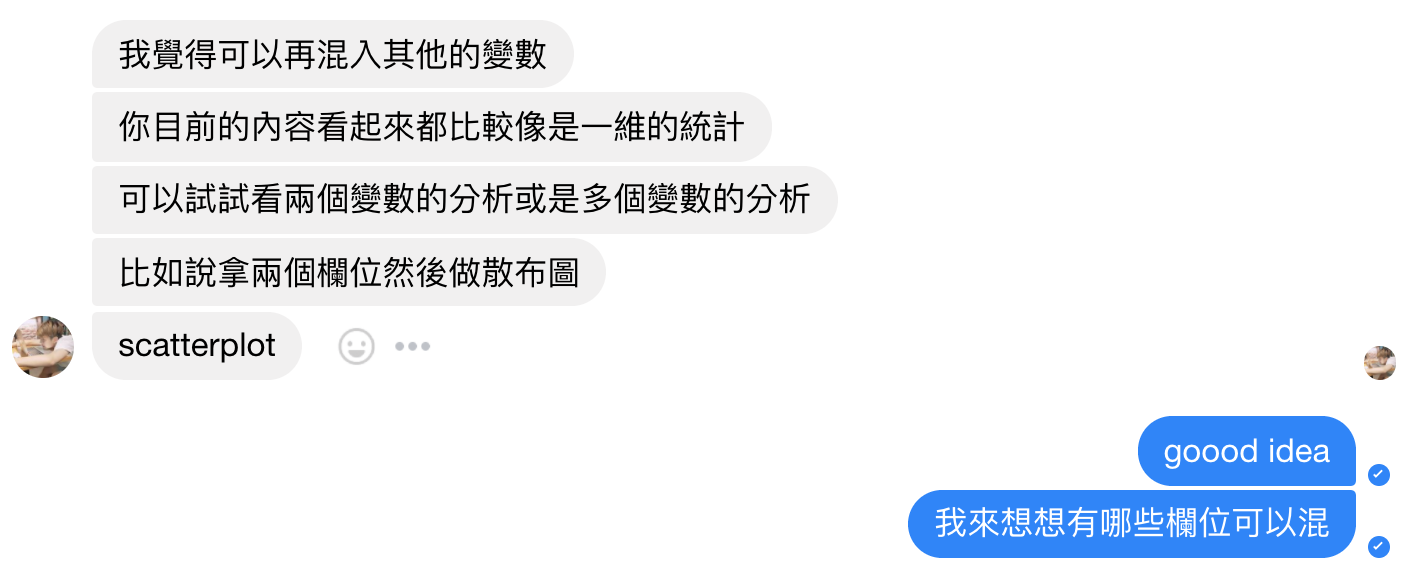 我覺得可以再混入其他的變數
你目前的內容看起來都比較像是一維的統計
可以試試看兩個變數的分析或是多個變數的分析
比如說拿兩個欄位然後做散布圖
scatterplot
goood idea
我來想想有哪些欄位可以混